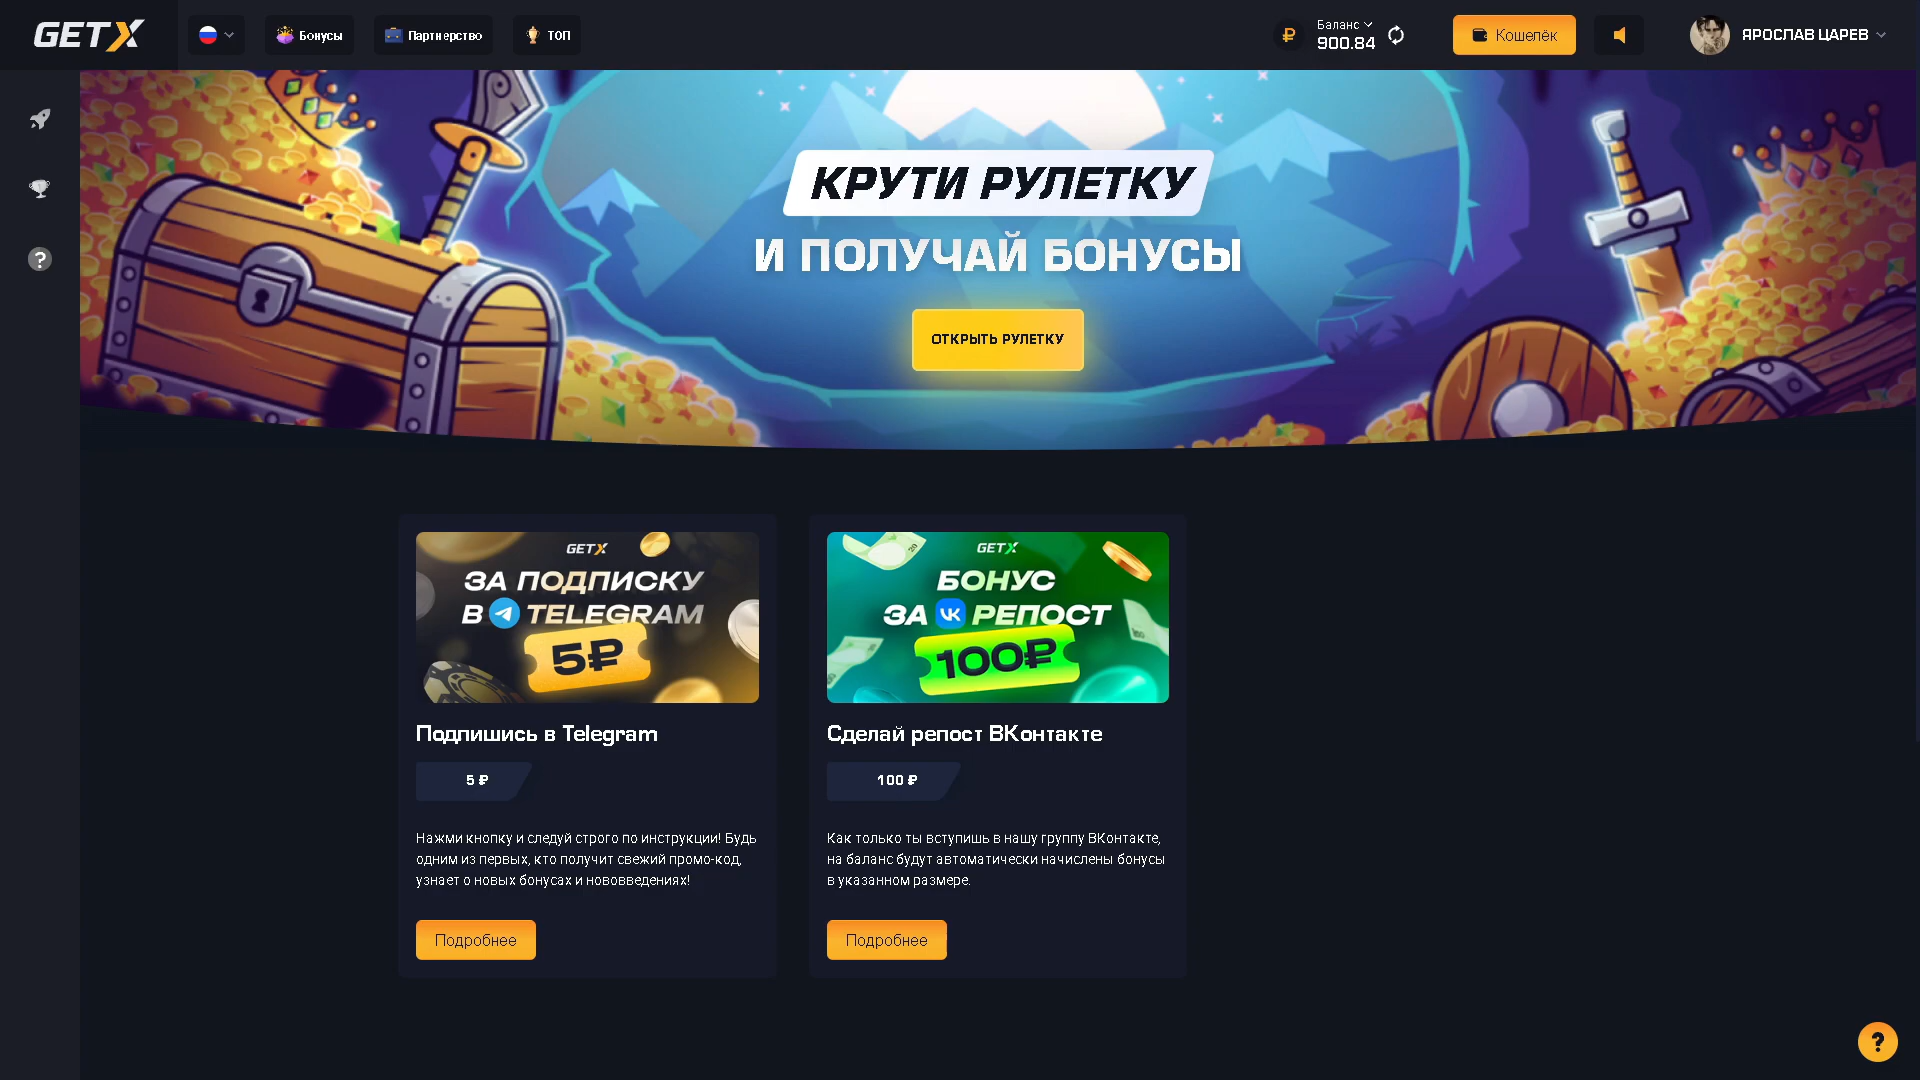 GETX
Бонусы
Партнерство
ТОП
₽
Баланс
900.84
Кошелёк
ЯРОСЛАВ ЦАРЕВ
КРУТИ РУЛЕТКУ
И ПОЛУЧАЙ БОНУСЫ
ОТКРЫТЬ РУЛЕТКУ
GETX
ЗА ПОДПИСКУ
В TELEGRAM
5₽
Подпишись в Telegram
5 ₽
Нажми кнопку и следуй строго по инструкции! Будь
одним из первых, кто получит свежий промо-код,
узнает о новых бонусах и нововведениях!
Подробнее
GETX
БОНУС
ЗА VK РЕПОСТ
100₽
Сделай репост ВКонтакте
100 ₽
Как только ты вступишь в нашу группу ВКонтакте,
на баланс будут автоматически начислены бонусы
в указанном размере.
Подробнее
?
?